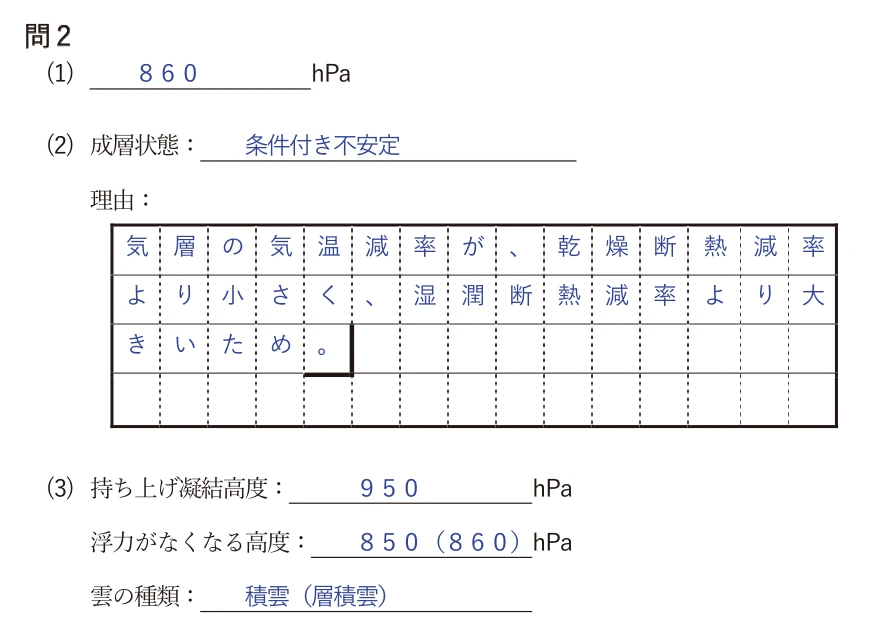 問2
(1) 860 hPa
(2) 成層状態： 条件付き不安定
理由：
気層の気温減率が、乾燥断熱減率
より小さく、湿潤断熱減率より大
きいため。
(3) 持ち上げ凝結高度： 950 hPa
浮力がなくなる高度： 850（860）hPa
雲の種類： 積雲（層積雲）